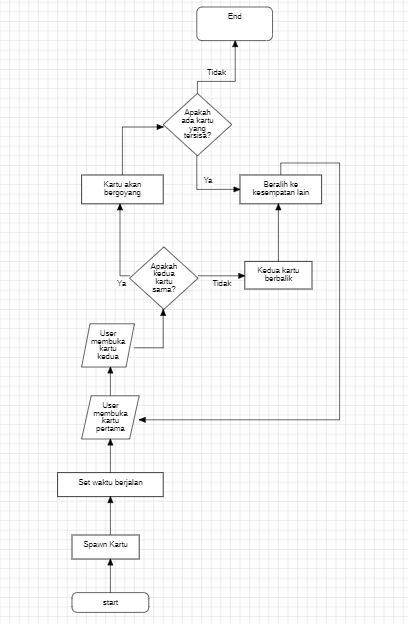 End
Tidak
Apakah
ada kartu
yang
tersisa?
Ya
Kartu akan
bergoyang
Beralih ke
kesempatan lain
Apakah
kedua
kartu
sama?
Ya
Tidak
Kedua kartu
berbalik
User
membuka
kartu
kedua
User
membuka
kartu
pertama
Set waktu berjalan
Spawn Kartu
start